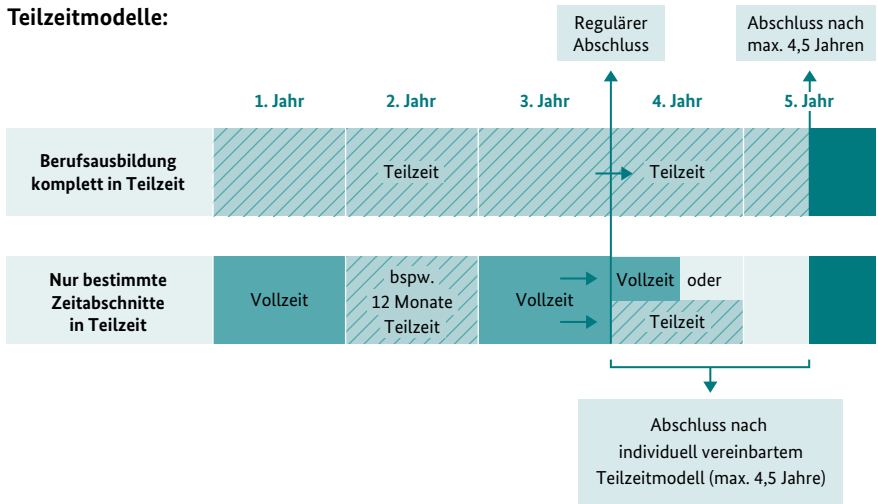 Teilzeitmodelle:
Regulärer
Abschluss
Abschluss nach
max. 4,5 Jahren
1. Jahr
2. Jahr
3. Jahr
4. Jahr
5. Jahr
Berufsausbildung
komplett in Teilzeit
Teilzeit
Teilzeit
Nur bestimmte
Zeitabschnitte
in Teilzeit
Vollzeit
bspw.
12 Monate
Teilzeit
Vollzeit
Vollzeit oder
Teilzeit
Abschluss nach
individuell vereinbartem
Teilzeitmodell (max. 4,5 Jahre)